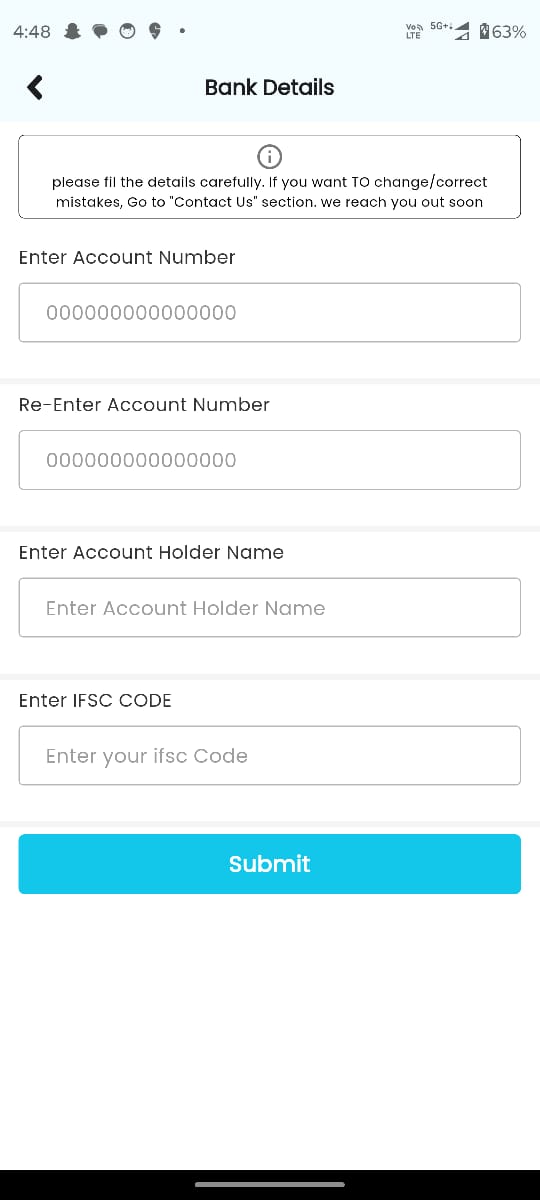 4:48
Vo LTE 5G+ 63%
Bank Details
please fil the details carefully. If you want TO change/correct
mistakes, Go to "Contact Us" section. we reach you out soon
Enter Account Number
000000000000000
Re-Enter Account Number
000000000000000
Enter Account Holder Name
Enter Account Holder Name
Enter IFSC CODE
Enter your ifsc Code
Submit